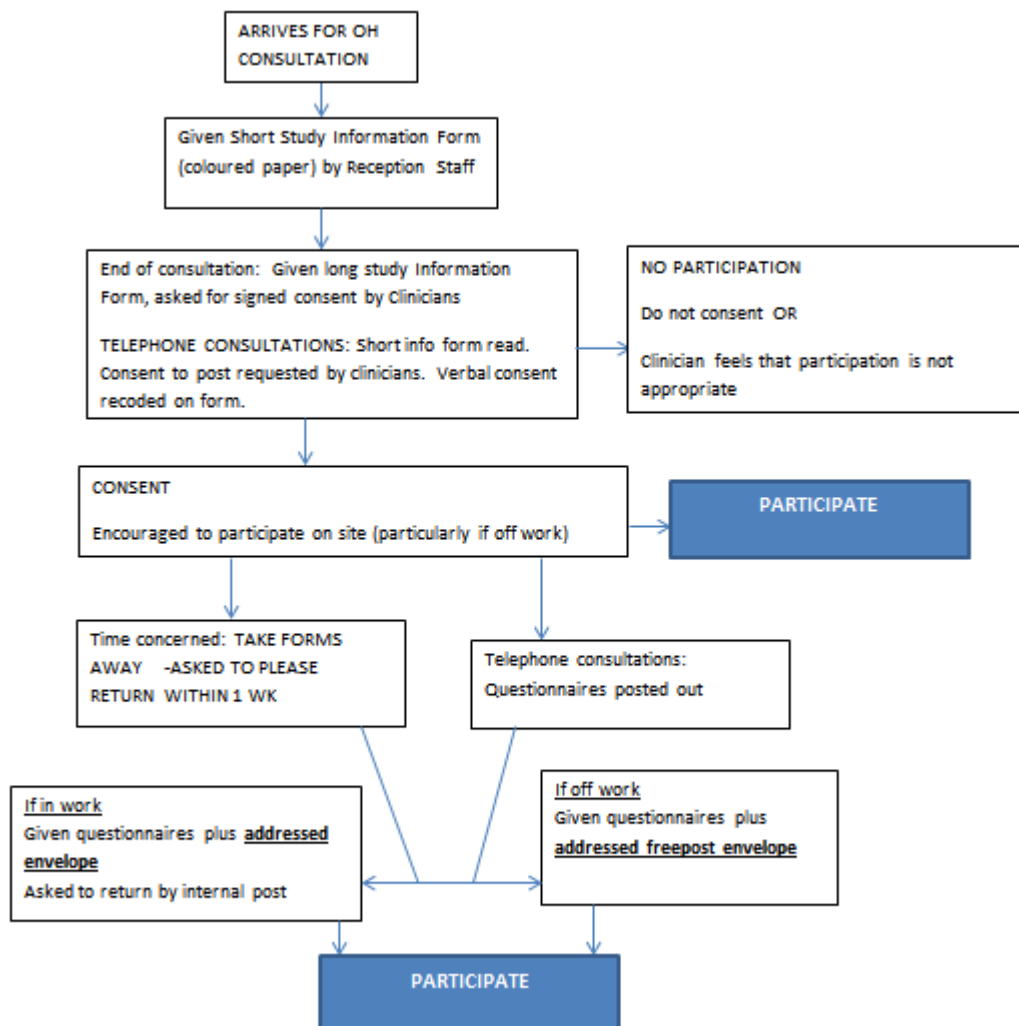 ARRIVES FOR OH
CONSULTATION
Given Short Study Information Form
(coloured paper) by Reception Staff
End of consultation: Given long study Information
Form, asked for signed consent by Clinicians
TELEPHONE CONSULTATIONS: Short info form read.
Consent to post requested by clinicians. Verbal consent
recoded on form.
NO PARTICIPATION
Do not consent OR
Clinician feels that participation is not
appropriate
CONSENT
Encouraged to participate on site (particularly if off work)
PARTICIPATE
Time concerned: TAKE FORMS
AWAY -ASKED TO PLEASE
RETURN WITHIN 1 WK
Telephone consultations:
Questionnaires posted out
If in work
Given questionnaires plus addressed
envelope
Asked to return by internal post
If off work
Given questionnaires plus
addressed freepost envelope
PARTICIPATE